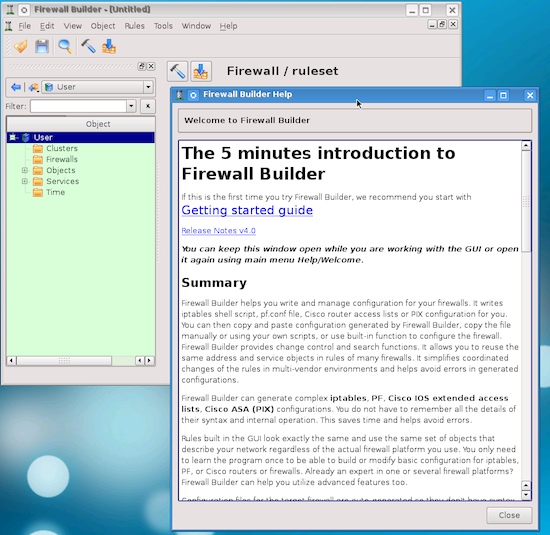 Firewall Builder - [Untitled]
File Edit View Object Rules Tools Window Help
Firewall / ruleset
User
Filter:
Object
User
Clusters
Firewalls
Objects
Services
Time
Firewall Builder Help
Welcome to Firewall Builder
The 5 minutes introduction to
Firewall Builder
If this is the first time you try Firewall Builder, we recommend you start with
Getting started guide
Release Notes v4.0
You can keep this window open while you are working with the GUI or open
it again using main menu Help/Welcome.
Summary
Firewall Builder helps you write and manage configuration for your firewalls. It writes
iptables shell script, pf.conf file, Cisco router access lists or PIX configuration for you.
You can then copy and paste configuration generated by Firewall Builder, copy the file
manually or using your own scripts, or use built-in function to configure the firewall.
Firewall Builder provides change control and search functions. It allows you to reuse the
same address and service objects in rules of many firewalls. It simplifies coordinated
changes of the rules in multi-vendor environments and helps avoid errors in generated
configurations.
Firewall Builder can generate complex iptables, PF, Cisco IOS extended access
lists, Cisco ASA (PIX) configurations. You do not have to remember all the details of
their syntax and internal operation. This saves time and helps avoid errors.
Rules built in the GUI look exactly the same and use the same set of objects that
describe your network regardless of the actual firewall platform you use. You only need
to learn the program once to be able to build or modify basic configuration for iptables,
PF, or Cisco routers or firewalls. Already an expert in one or several firewall platforms?
Firewall Builder can help you utilize advanced features too.
Configuration files for the target firewall are auto-generated so they don't have syntax
Close